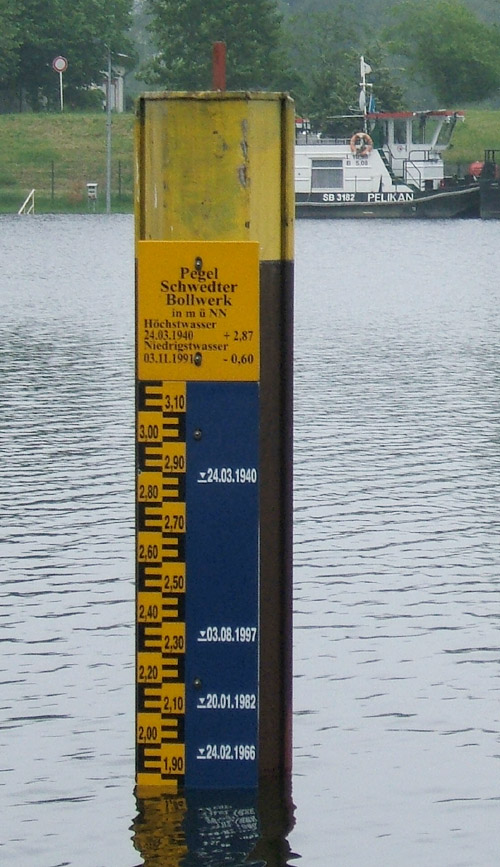 Pegel
Schwedter
Bollwerk
in m ü NN
Höchstwasser
24.03.1940 + 2,87
Niedrigstwasser
03.11.1991 - 0,60
3,10
3,00
2,90
24.03.1940
2,80
2,70
2,60
2,50
2,40
03.08.1997
2,30
2,20
20.01.1982
2,10
2,00
24.02.1966
1,90
SB 3182 PELIKAN